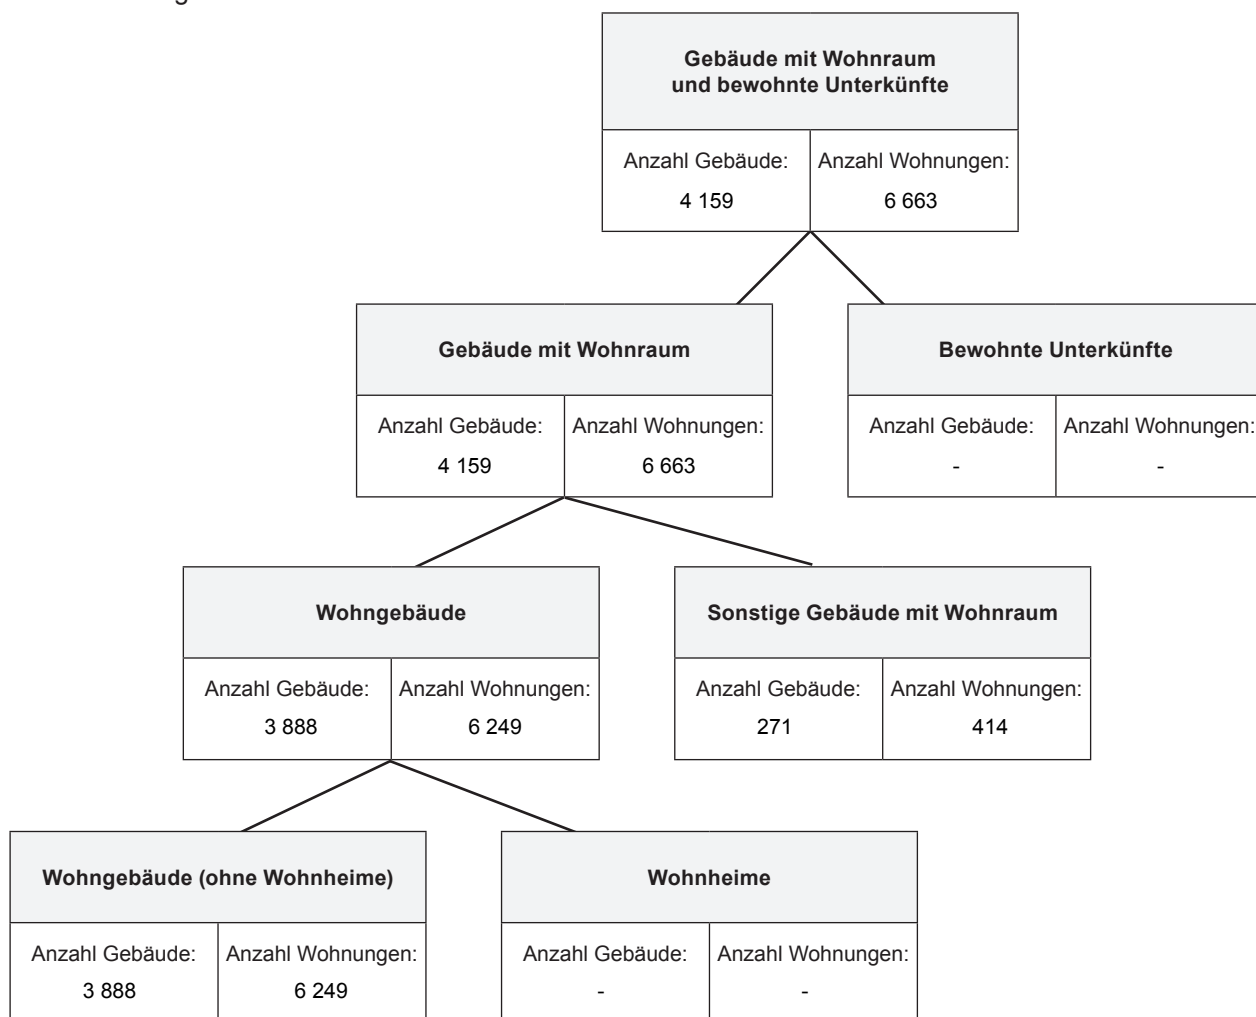 Gebäude mit Wohnraum
und bewohnte Unterkünfte
Anzahl Gebäude: Anzahl Wohnungen:
4 159 6 663
Gebäude mit Wohnraum
Anzahl Gebäude: Anzahl Wohnungen:
4 159 6 663
Bewohnte Unterkünfte
Anzahl Gebäude: Anzahl Wohnungen:
- -
Wohngebäude
Anzahl Gebäude: Anzahl Wohnungen:
3 888 6 249
Sonstige Gebäude mit Wohnraum
Anzahl Gebäude: Anzahl Wohnungen:
271 414
Wohngebäude (ohne Wohnheime)
Anzahl Gebäude: Anzahl Wohnungen:
3 888 6 249
Wohnheime
Anzahl Gebäude: Anzahl Wohnungen:
- -